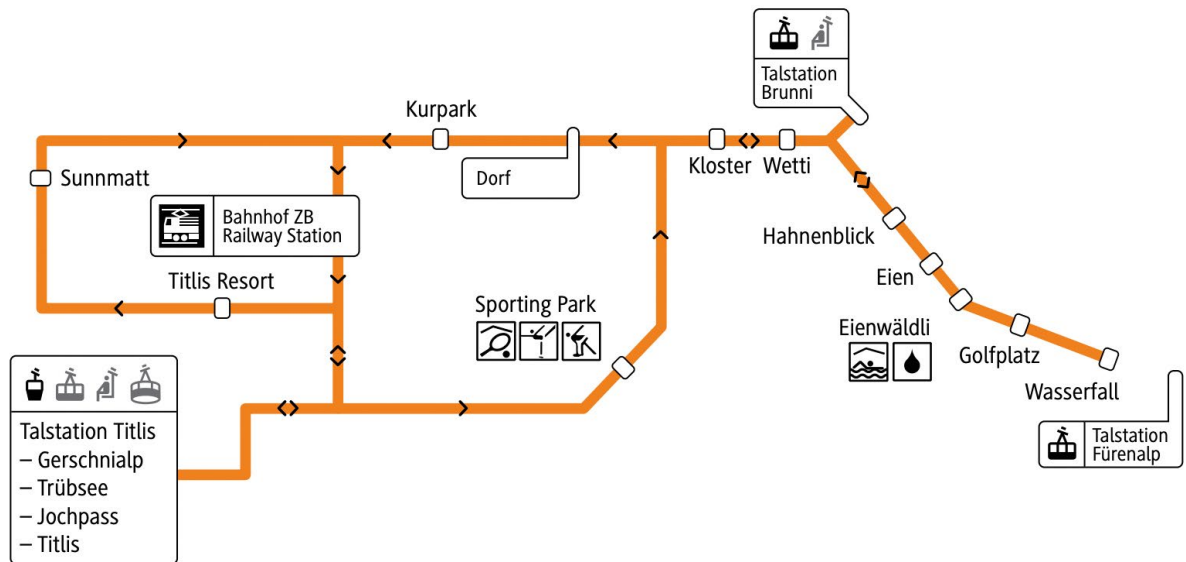 Talstation
Brunni
Kurpark
Kloster
Wetti
Dorf
Sunnmatt
Bahnhof ZB
Railway Station
Hahnenblick
Titlis Resort
Eien
Sporting Park
Eienwäldli
Golfplatz
Wasserfall
Talstation Titlis
– Gerschnialp
– Trübsee
– Jochpass
– Titlis
Talstation
Fürenalp